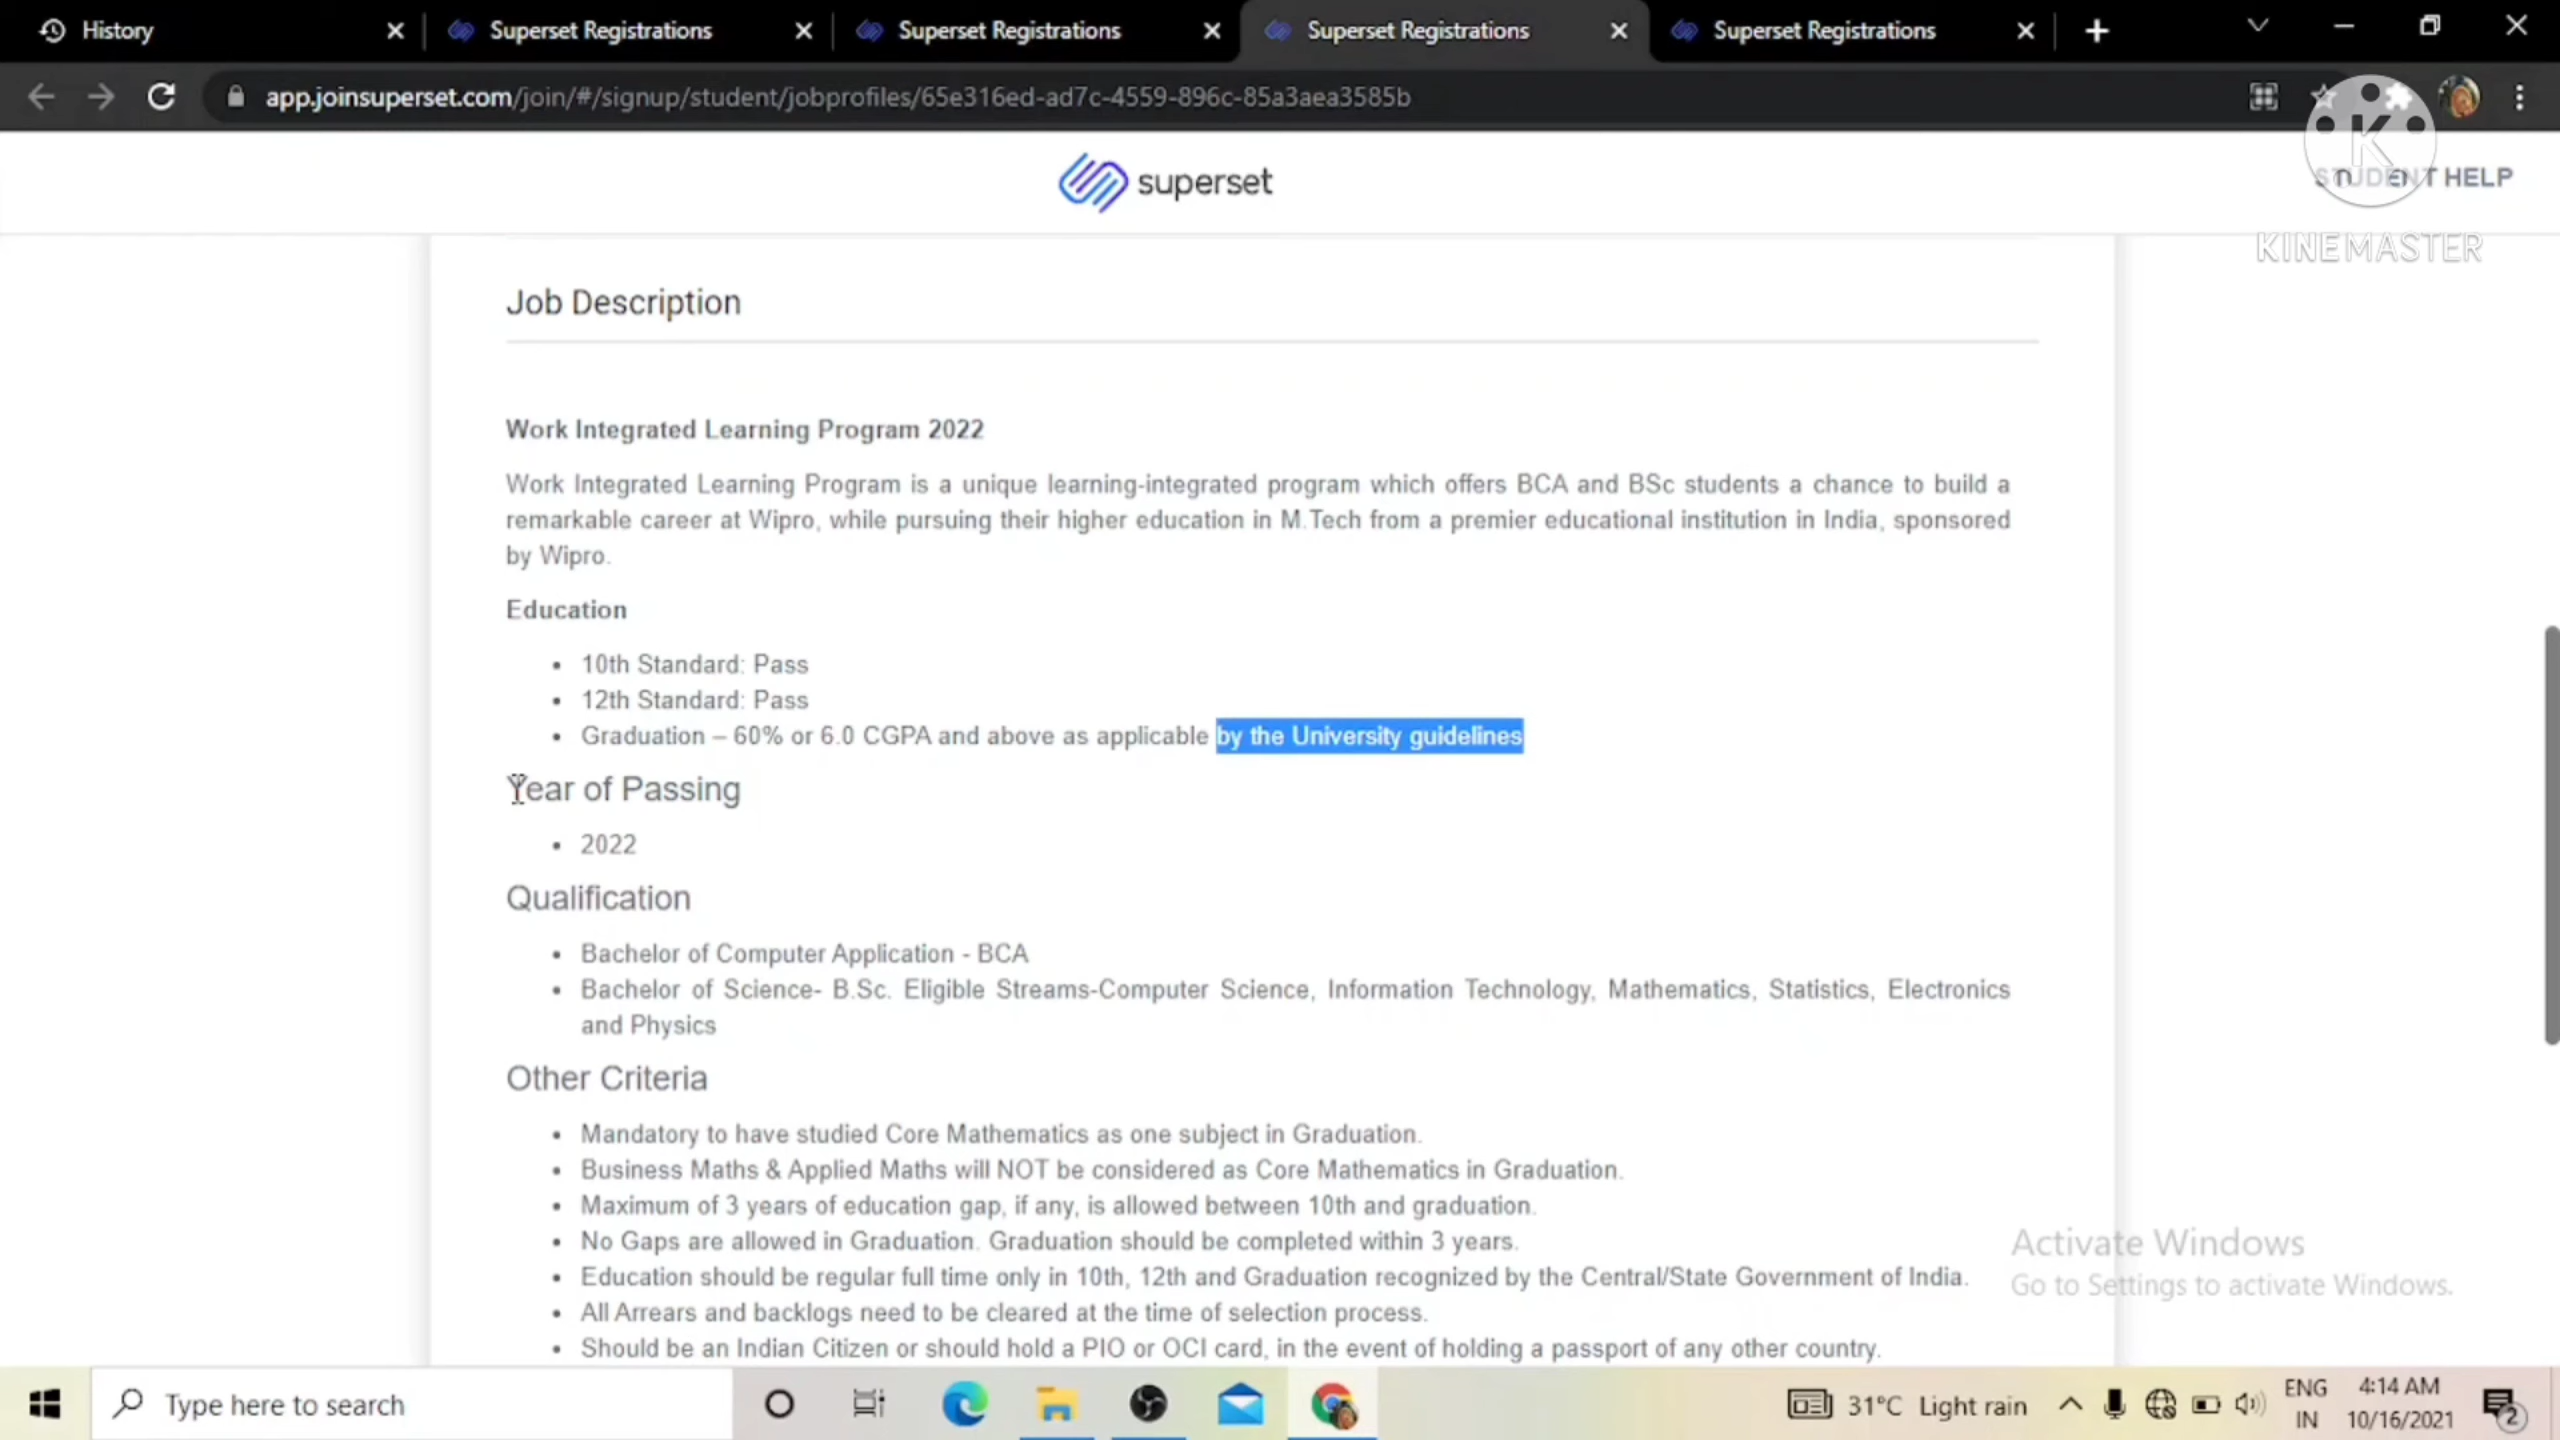 History
Superset Registrations
Superset Registrations
Superset Registrations
Superset Registrations
app.joinsuperset.com/join/#/signup/student/jobprofiles/65e316ed-ad7c-4559-896c-85a3aea3585b
superset
STUDENT HELP
K
KINEMASTER
Job Description
Work Integrated Learning Program 2022
Work Integrated Learning Program is a unique learning-integrated program which offers BCA and BSc students a chance to build a
remarkable career at Wipro, while pursuing their higher education in M.Tech from a premier educational institution in India, sponsored
by Wipro.
Education
• 10th Standard: Pass
• 12th Standard: Pass
• Graduation – 60% or 6.0 CGPA and above as applicable by the University guidelines
Year of Passing
• 2022
Qualification
• Bachelor of Computer Application - BCA
• Bachelor of Science- B.Sc. Eligible Streams-Computer Science, Information Technology, Mathematics, Statistics, Electronics
and Physics
Other Criteria
• Mandatory to have studied Core Mathematics as one subject in Graduation.
• Business Maths & Applied Maths will NOT be considered as Core Mathematics in Graduation.
• Maximum of 3 years of education gap, if any, is allowed between 10th and graduation.
• No Gaps are allowed in Graduation. Graduation should be completed within 3 years.
• Education should be regular full time only in 10th, 12th and Graduation recognized by the Central/State Government of India.
• All Arrears and backlogs need to be cleared at the time of selection process.
• Should be an Indian Citizen or should hold a PIO or OCI card, in the event of holding a passport of any other country.
Activate Windows
Go to Settings to activate Windows.
Type here to search
31°C Light rain
ENG
IN
4:14 AM
10/16/2021
2